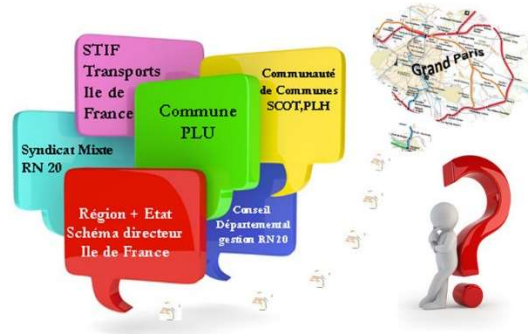 STIF
Transports
Ile de
France
Communauté
de Communes
SCOT,PLH
Commune
PLU
Syndicat Mixte
RN 20
Région + Etat
Schéma directeur
Ile de France
Conseil
Départemental
gestion RN20
Grand Paris